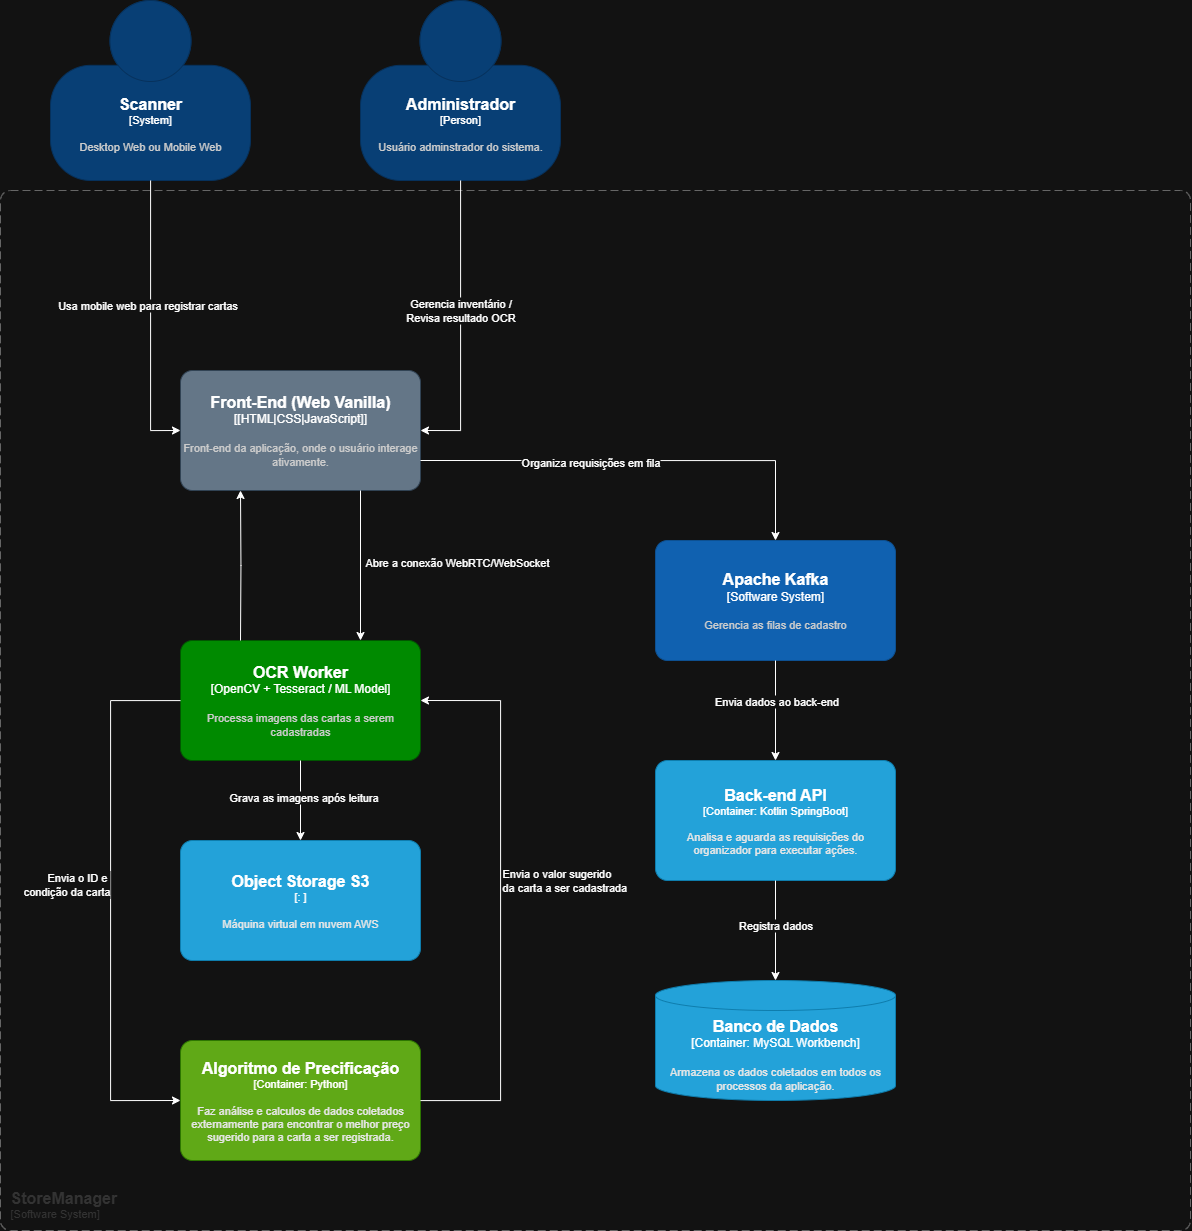 Scanner
[System]
Desktop Web ou Mobile Web
Administrador
[Person]
Usuário adminstrador do sistema.
Usa mobile web para registrar cartas
Gerencia inventário /
Revisa resultado OCR
Front-End (Web Vanilla)
[[HTML|CSS|JavaScript]]
Front-end da aplicação, onde o usuário interage
ativamente.
Organiza requisições em fila
Abre a conexão WebRTC/WebSocket
Apache Kafka
[Software System]
Gerencia as filas de cadastro
OCR Worker
[OpenCV + Tesseract / ML Model]
Processa imagens das cartas a serem
cadastradas
Envia dados ao back-end
Grava as imagens após leitura
Back-end API
[Container: Kotlin SpringBoot]
Analisa e aguarda as requisições do
organizador para executar ações.
Object Storage S3
[: ]
Máquina virtual em nuvem AWS
Envia o ID e
condição da carta
Envia o valor sugerido
da carta a ser cadastrada
Registra dados
Banco de Dados
[Container: MySQL Workbench]
Armazena os dados coletados em todos os
processos da aplicação.
Algoritmo de Precificação
[Container: Python]
Faz análise e calculos de dados coletados
externamente para encontrar o melhor preço
sugerido para a carta a ser registrada.
StoreManager
[Software System]